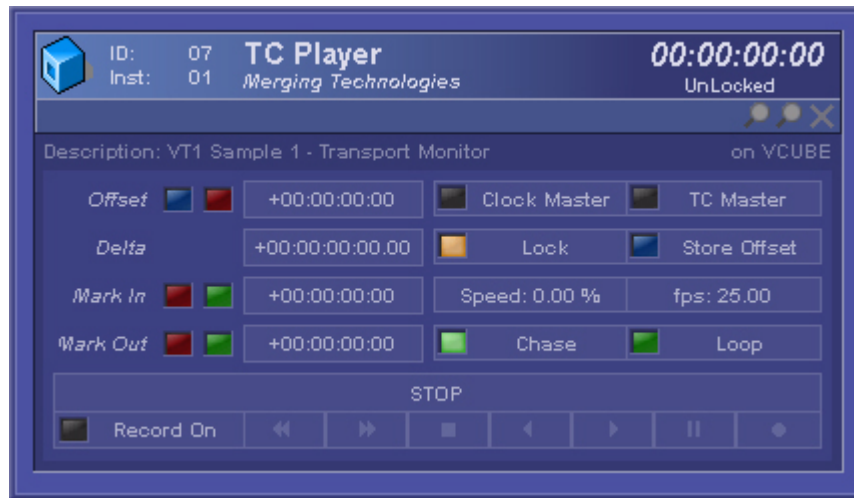 ID: 07 TC Player 00:00:00:00
Inst: 01 Merging Technologies UnLocked
Description: VT1 Sample 1 - Transport Monitor on VCUBE
Offset +00:00:00:00 Clock Master TC Master
Delta +00:00:00:00.00 Lock Store Offset
Mark In +00:00:00:00 Speed: 0.00 % fps: 25.00
Mark Out +00:00:00:00 Chase Loop
STOP
Record On